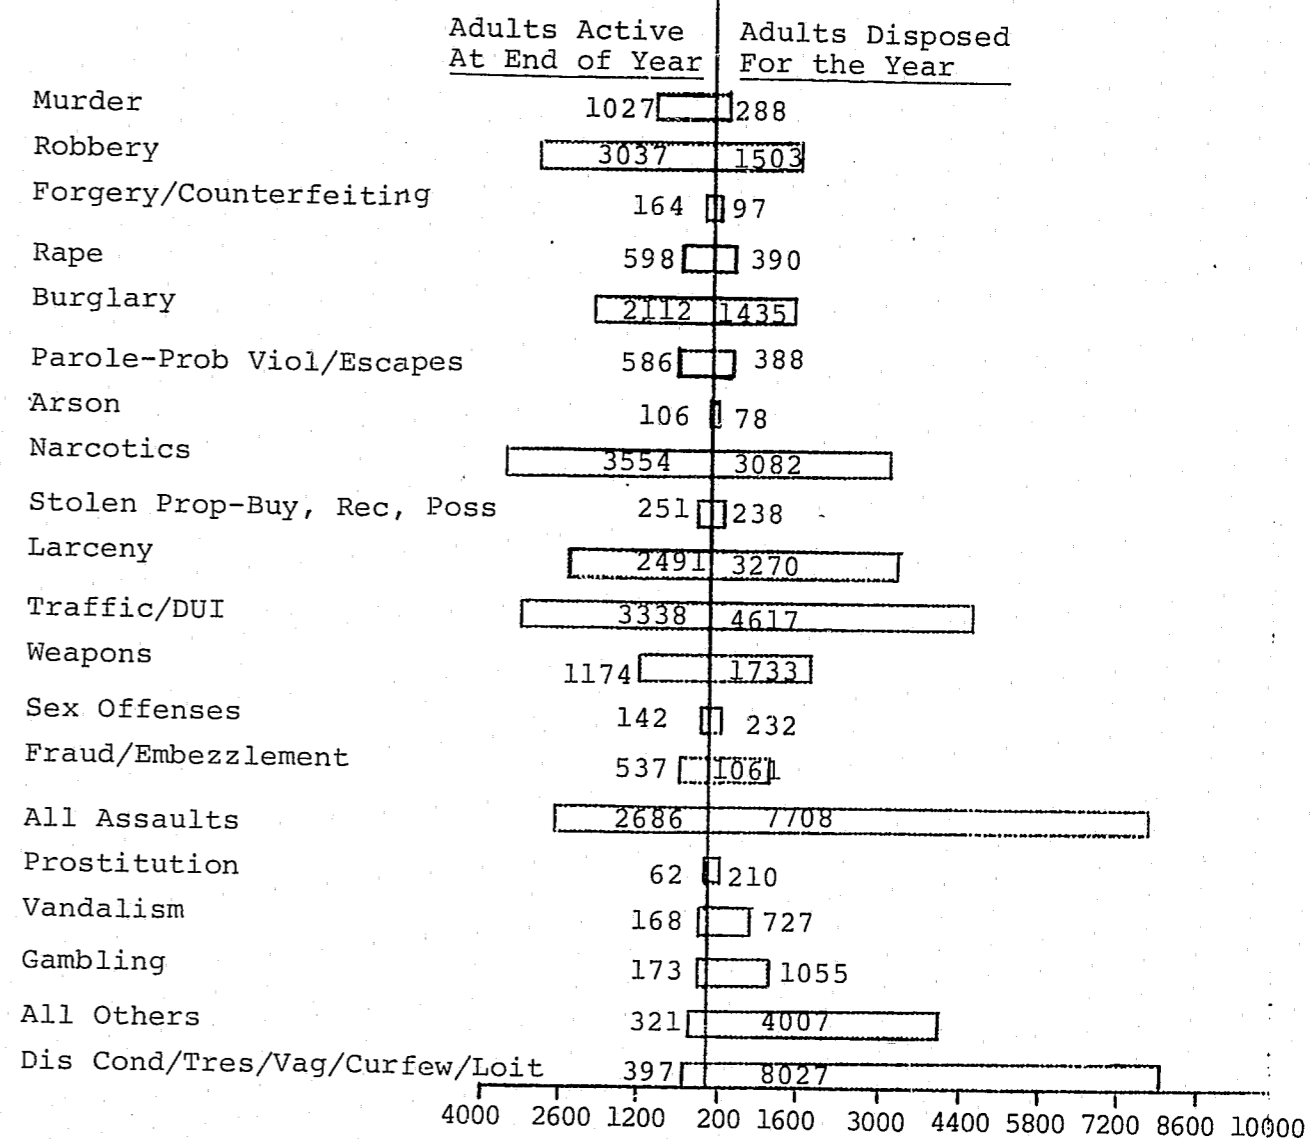 Adults Active Adults Disposed
At End of Year For the Year
Murder 1027 288
Robbery 3037 1503
Forgery/Counterfeiting 164 97
Rape 598 390
Burglary 2112 1435
Parole-Prob Viol/Escapes 586 388
Arson 106 78
Narcotics 3554 3082
Stolen Prop-Buy, Rec, Poss 251 238
Larceny 2491 3270
Traffic/DUI 3338 4617
Weapons 1174 1733
Sex Offenses 142 232
Fraud/Embezzlement 537 1061
All Assaults 2686 7708
Prostitution 62 210
Vandalism 168 727
Gambling 173 1055
All Others 321 4007
Dis Cond/Tres/Vag/Curfew/Loit 397 8027
4000 2600 1200 200 1600 3000 4400 5800 7200 8600 10000